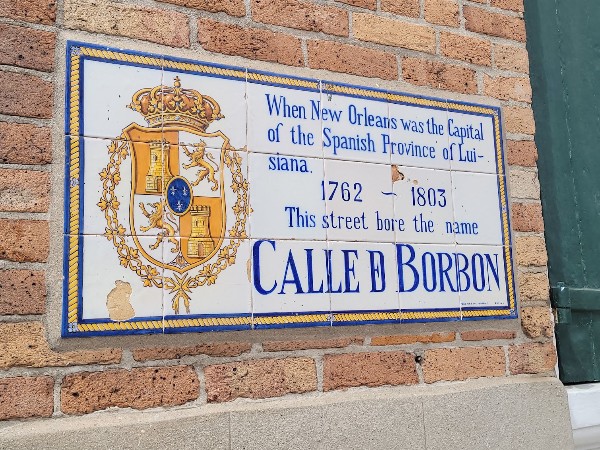 When New Orleans was the Capital
of the Spanish Province of Lui-
siana.
1762 ~ 1803
This street bore the name
CALLE D BORBON